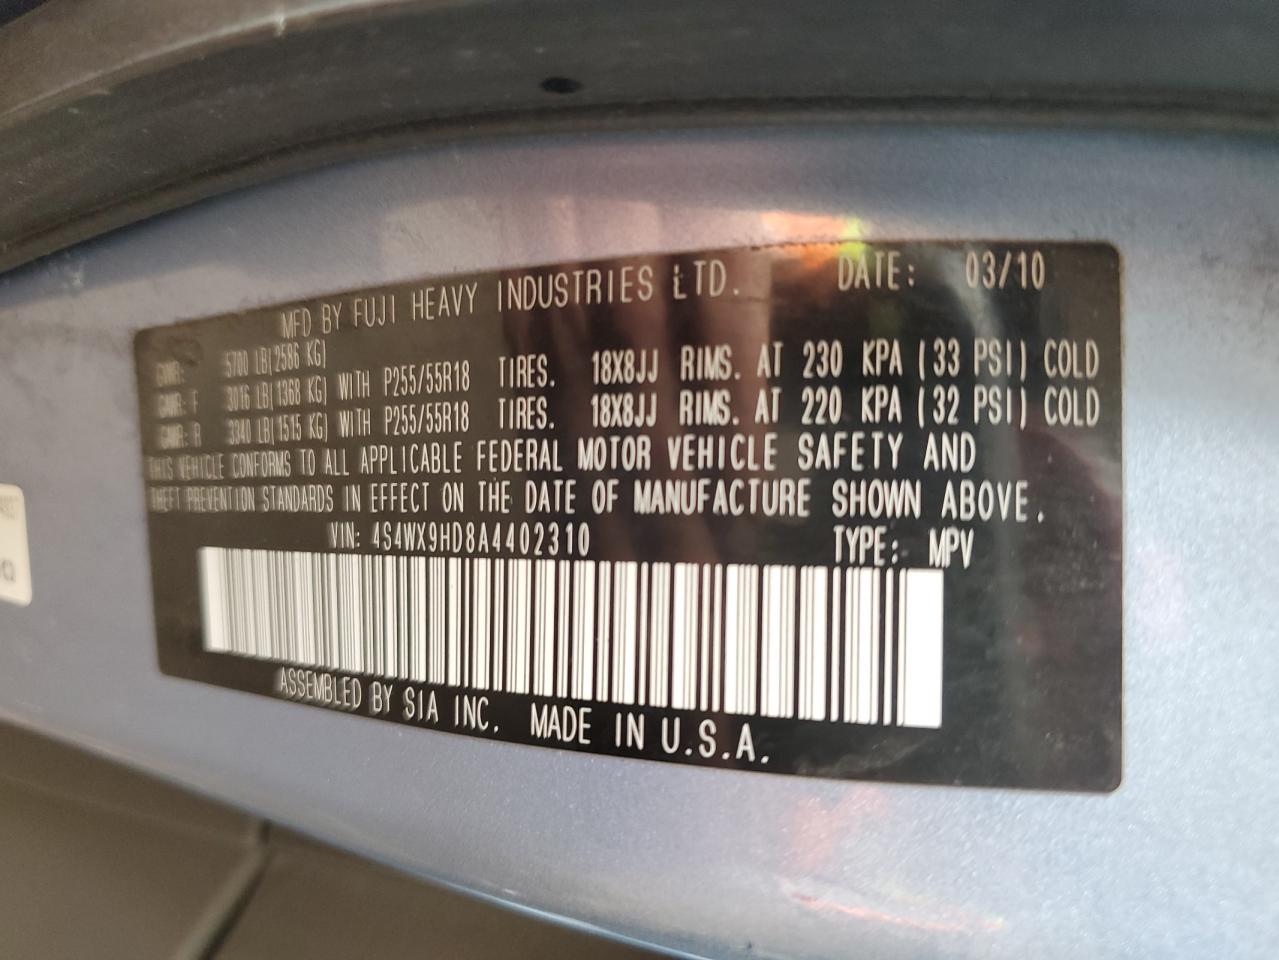 MFD BY FUJI HEAVY INDUSTRIES LTD. DATE: 03/10
GVWR: 5700 LB(2586 KG)
GAWR: F 3016 LB(1368 KG) WITH P255/55R18 TIRES. 18X8JJ RIMS. AT 230 KPA (33 PSI) COLD
GAWR: R 3340 LB(1515 KG) WITH P255/55R18 TIRES. 18X8JJ RIMS. AT 220 KPA (32 PSI) COLD
THIS VEHICLE CONFORMS TO ALL APPLICABLE FEDERAL MOTOR VEHICLE SAFETY AND
THEFT PREVENTION STANDARDS IN EFFECT ON THE DATE OF MANUFACTURE SHOWN ABOVE.
VIN: 4S4WX9HD8A4402310 TYPE: MPV
ASSEMBLED BY SIA INC. MADE IN U.S.A.